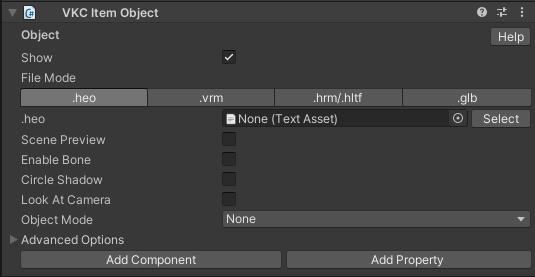 VKC Item Object
Object
Help
Show
File Mode
.heo .vrm .hrm/.hltf .glb
.heo None (Text Asset) Select
Scene Preview
Enable Bone
Circle Shadow
Look At Camera
Object Mode None
Advanced Options
Add Component Add Property